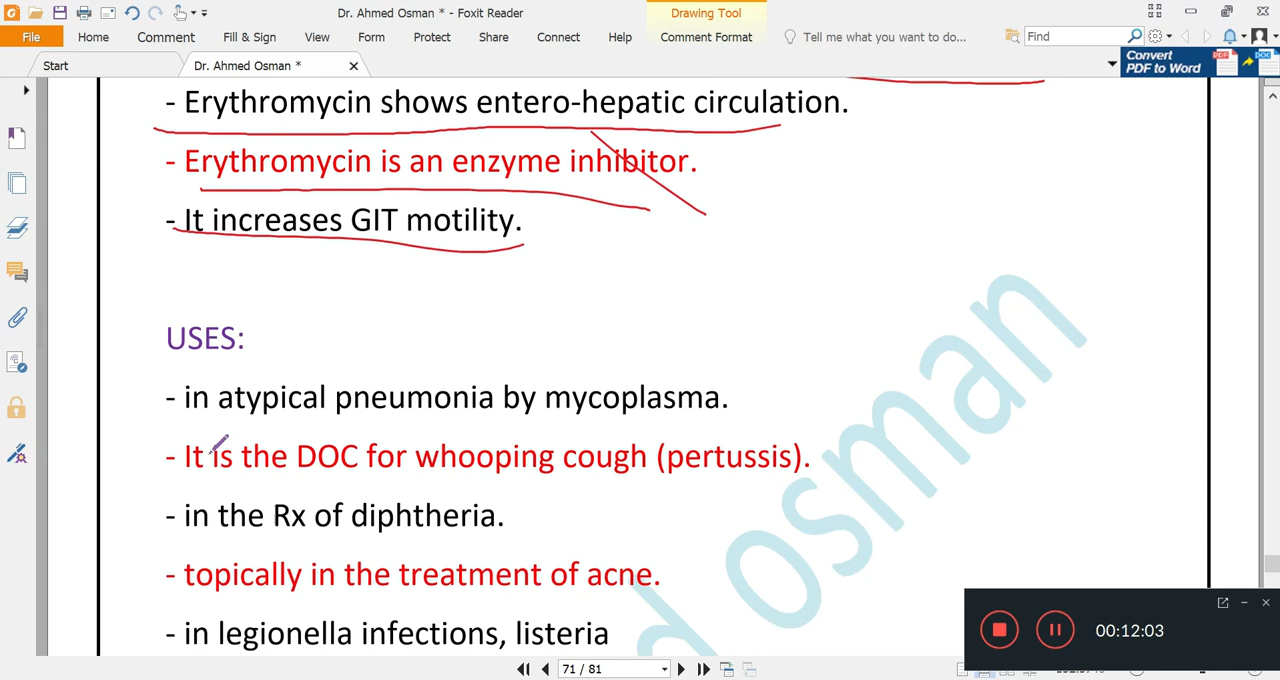 Dr. Ahmed Osman * - Foxit Reader
Drawing Tool
File Home Comment Fill & Sign View Form Protect Share Connect Help Comment Format Tell me what you want to do... Find
Start Dr. Ahmed Osman *
Convert
PDF to Word
- Erythromycin shows entero-hepatic circulation.
- Erythromycin is an enzyme inhibitor.
- It increases GIT motility.
USES:
- in atypical pneumonia by mycoplasma.
- It is the DOC for whooping cough (pertussis).
- in the Rx of diphtheria.
- topically in the treatment of acne.
- in legionella infections, listeria
d osman
00:12:03
71 / 81